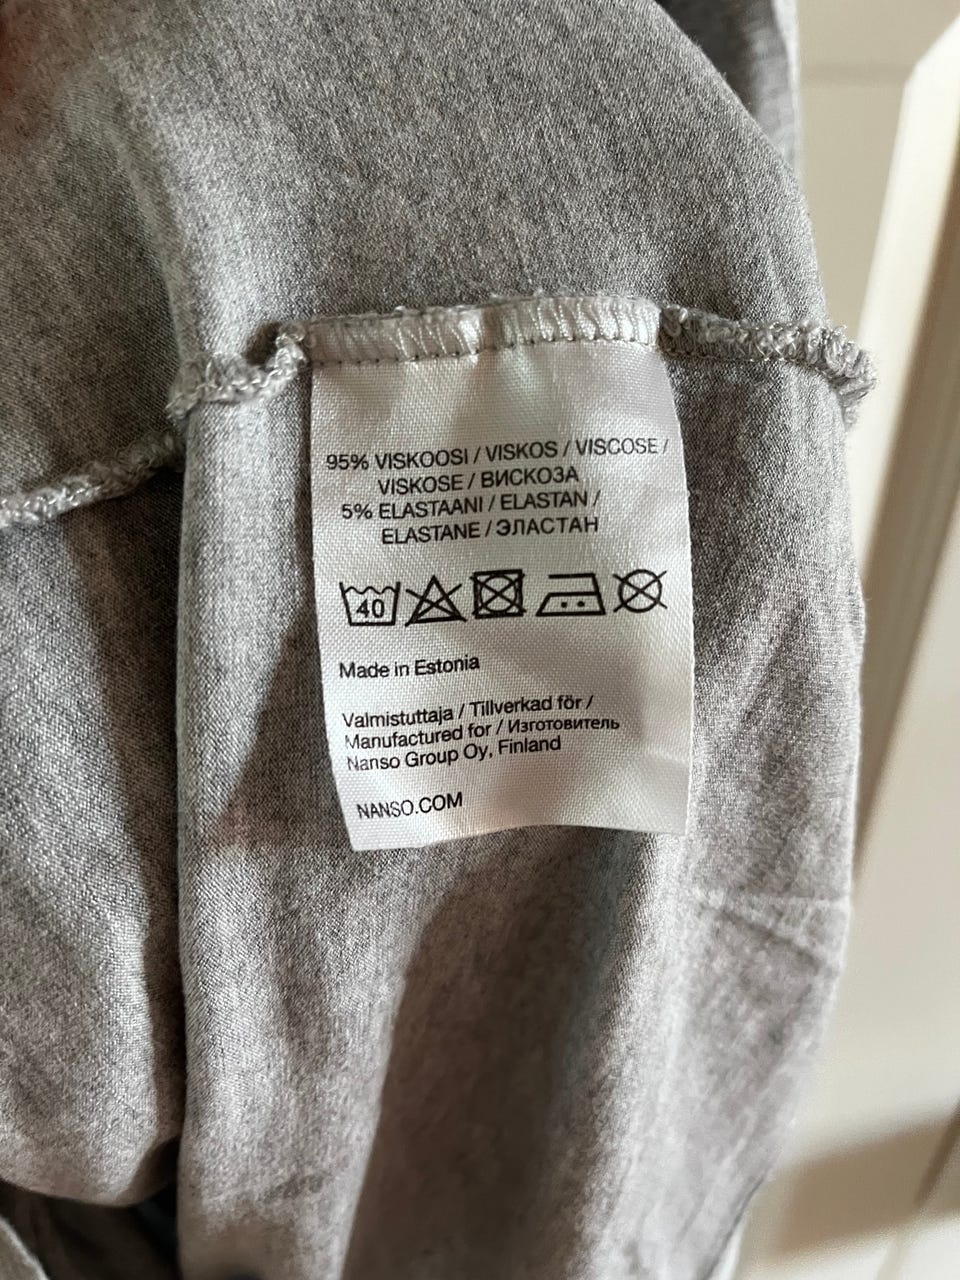 95% VISKOOSI / VISKOS / VISCOSE /
VISKOSE / ВИСКОЗА
5% ELASTAANI / ELASTAN /
ELASTANE / ЭЛАСТАН
40
Made in Estonia
Valmistuttaja / Tillverkad för /
Manufactured for / Изготовитель
Nanso Group Oy, Finland
NANSO.COM